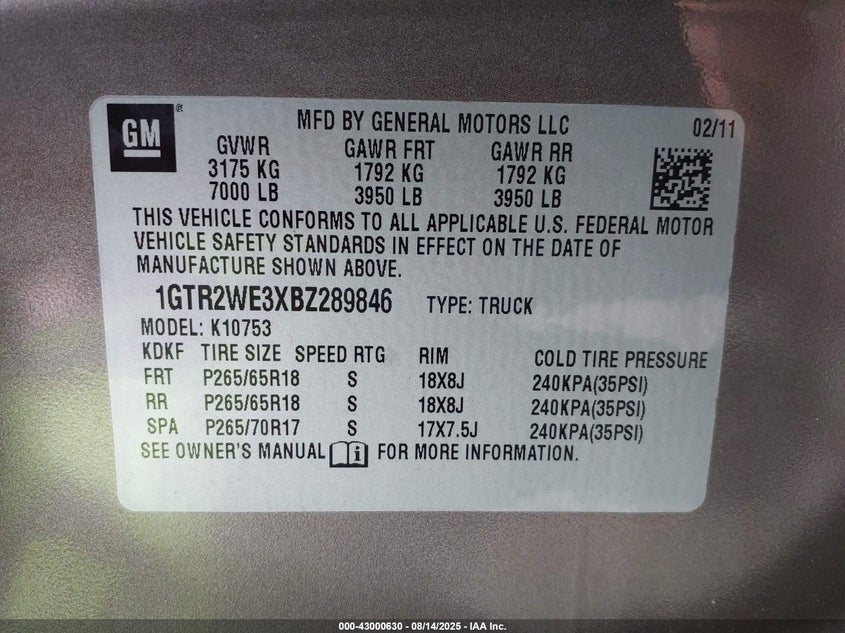 GM ®
MFD BY GENERAL MOTORS LLC 02/11
GVWR GAWR FRT GAWR RR
3175 KG 1792 KG 1792 KG
7000 LB 3950 LB 3950 LB
THIS VEHICLE CONFORMS TO ALL APPLICABLE U.S. FEDERAL MOTOR
VEHICLE SAFETY STANDARDS IN EFFECT ON THE DATE OF
MANUFACTURE SHOWN ABOVE.
1GTR2WE3XBZ289846 TYPE: TRUCK
MODEL: K10753
KDKF TIRE SIZE SPEED RTG RIM COLD TIRE PRESSURE
FRT P265/65R18 S 18X8J 240KPA(35PSI)
RR P265/65R18 S 18X8J 240KPA(35PSI)
SPA P265/70R17 S 17X7.5J 240KPA(35PSI)
SEE OWNER'S MANUAL i FOR MORE INFORMATION.
000-43000630 - 08/14/2025 - IAA Inc.